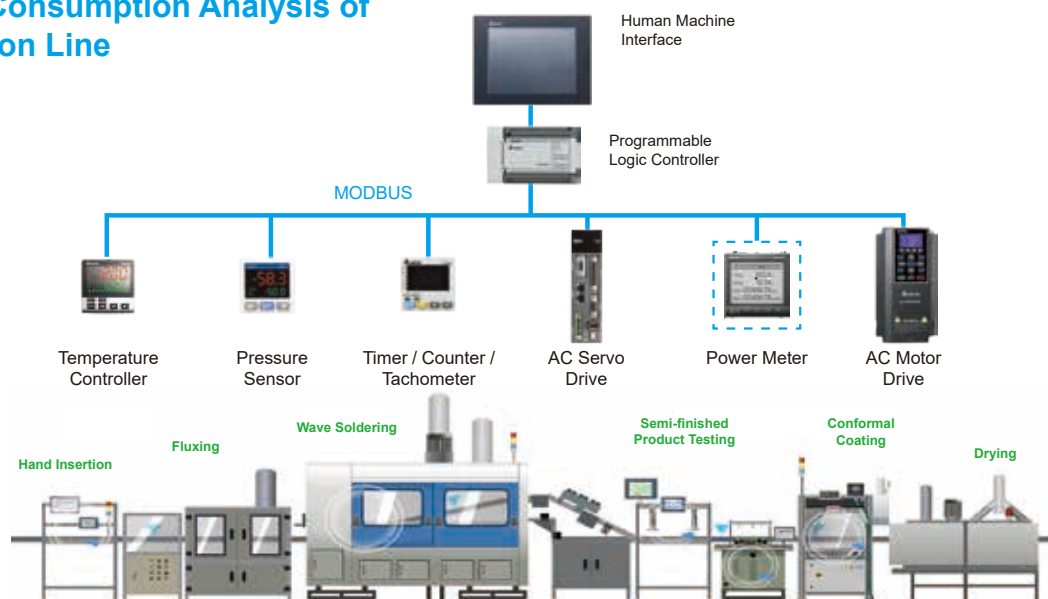 Consumption Analysis of
on Line
Human Machine
Interface
Programmable
Logic Controller
MODBUS
Temperature
Controller
Pressure
Sensor
Timer / Counter /
Tachometer
AC Servo
Drive
Power Meter
AC Motor
Drive
Hand Insertion
Fluxing
Wave Soldering
Semi-finished
Product Testing
Conformal
Coating
Drying